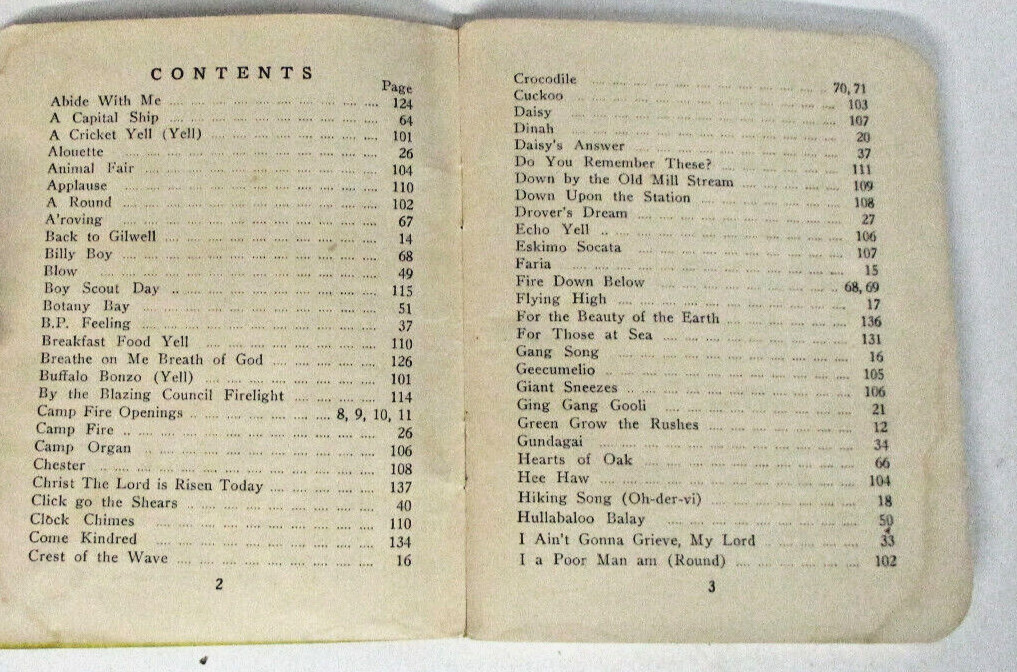 CONTENTS
Page
Abide With Me .... 124
A Capital Ship .... 64
A Cricket Yell (Yell) .... 101
Alouette .... 26
Animal Fair .... 104
Applause .... 110
A Round .... 102
A'roving .... 67
Back to Gilwell .... 14
Billy Boy .... 68
Blow .... 49
Boy Scout Day .... 115
Botany Bay .... 51
B.P. Feeling .... 37
Breakfast Food Yell .... 110
Breathe on Me Breath of God .... 126
Buffalo Bonzo (Yell) .... 101
By the Blazing Council Firelight .... 114
Camp Fire Openings .... 8, 9, 10, 11
Camp Fire .... 26
Camp Organ .... 106
Chester .... 108
Christ The Lord is Risen Today .... 137
Click go the Shears .... 40
Clock Chimes .... 110
Come Kindred .... 134
Crest of the Wave .... 16
2
Crocodile .... 70, 71
Cuckoo .... 103
Daisy .... 107
Dinah .... 20
Daisy's Answer .... 37
Do You Remember These? .... 111
Down by the Old Mill Stream .... 109
Down Upon the Station .... 108
Drover's Dream .... 27
Echo Yell .... 106
Eskimo Socata .... 107
Faria .... 15
Fire Down Below .... 68, 69
Flying High .... 17
For the Beauty of the Earth .... 136
For Those at Sea .... 131
Gang Song .... 16
Geecumelio .... 105
Giant Sneezes .... 106
Ging Gang Gooli .... 21
Green Grow the Rushes .... 12
Gundagai .... 34
Hearts of Oak .... 66
Hee Haw .... 104
Hiking Song (Oh-der-vi) .... 18
Hullabaloo Balay .... 50
I Ain't Gonna Grieve, My Lord .... 33
I a Poor Man am (Round) .... 102
3